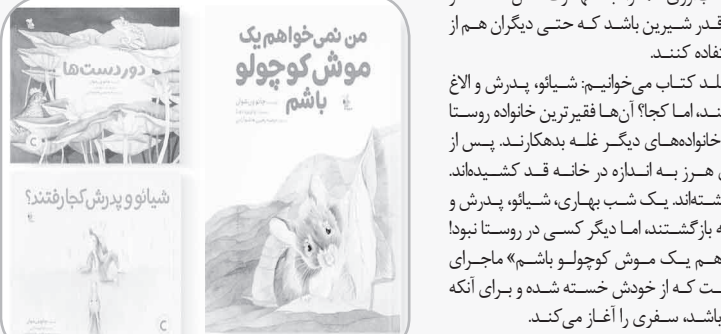 قدر شیرین باشد که حتی دیگران هم از
تفاده کنند.
لد کتاب می‌خوانیم: شیائو، پدرش و الاغ
ند، اما کجا؟ آن‌ها فقیرترین خانواده روستا
خانواده‌های دیگر غله بدهکارند. پس از
هرز به اندازه در خانه قد کشیده‌اند.
شته‌اند. یک شب بهاری، شیائو، پدرش و
ه بازگشتند، اما دیگر کسی در روستا نبود!
هم یک موش کوچولو باشم» ماجرای
ت که از خودش خسته شده و برای آنکه
باشد، سفری را آغاز می‌کند.
من نمی‌خواهم یک
موش کوچولو
باشم
دوردست‌ها
شیائو و پدرش کجا رفتند؟